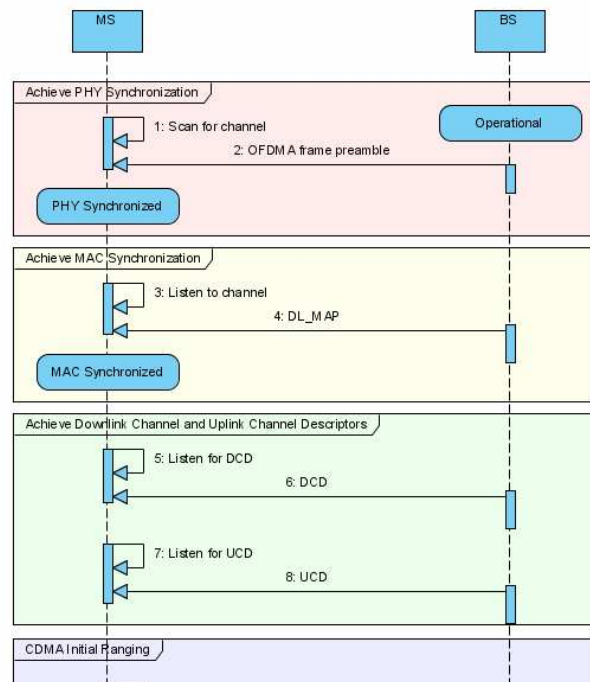 MS
BS
Achieve PHY Synchronization
1: Scan for channel
Operational
2: OFDMA frame preamble
PHY Synchronized
Achieve MAC Synchronization
3: Listen to channel
4: DL_MAP
MAC Synchronized
Achieve Downlink Channel and Uplink Channel Descriptors
5: Listen for DCD
6: DCD
7: Listen for UCD
8: UCD
CDMA Initial Ranging